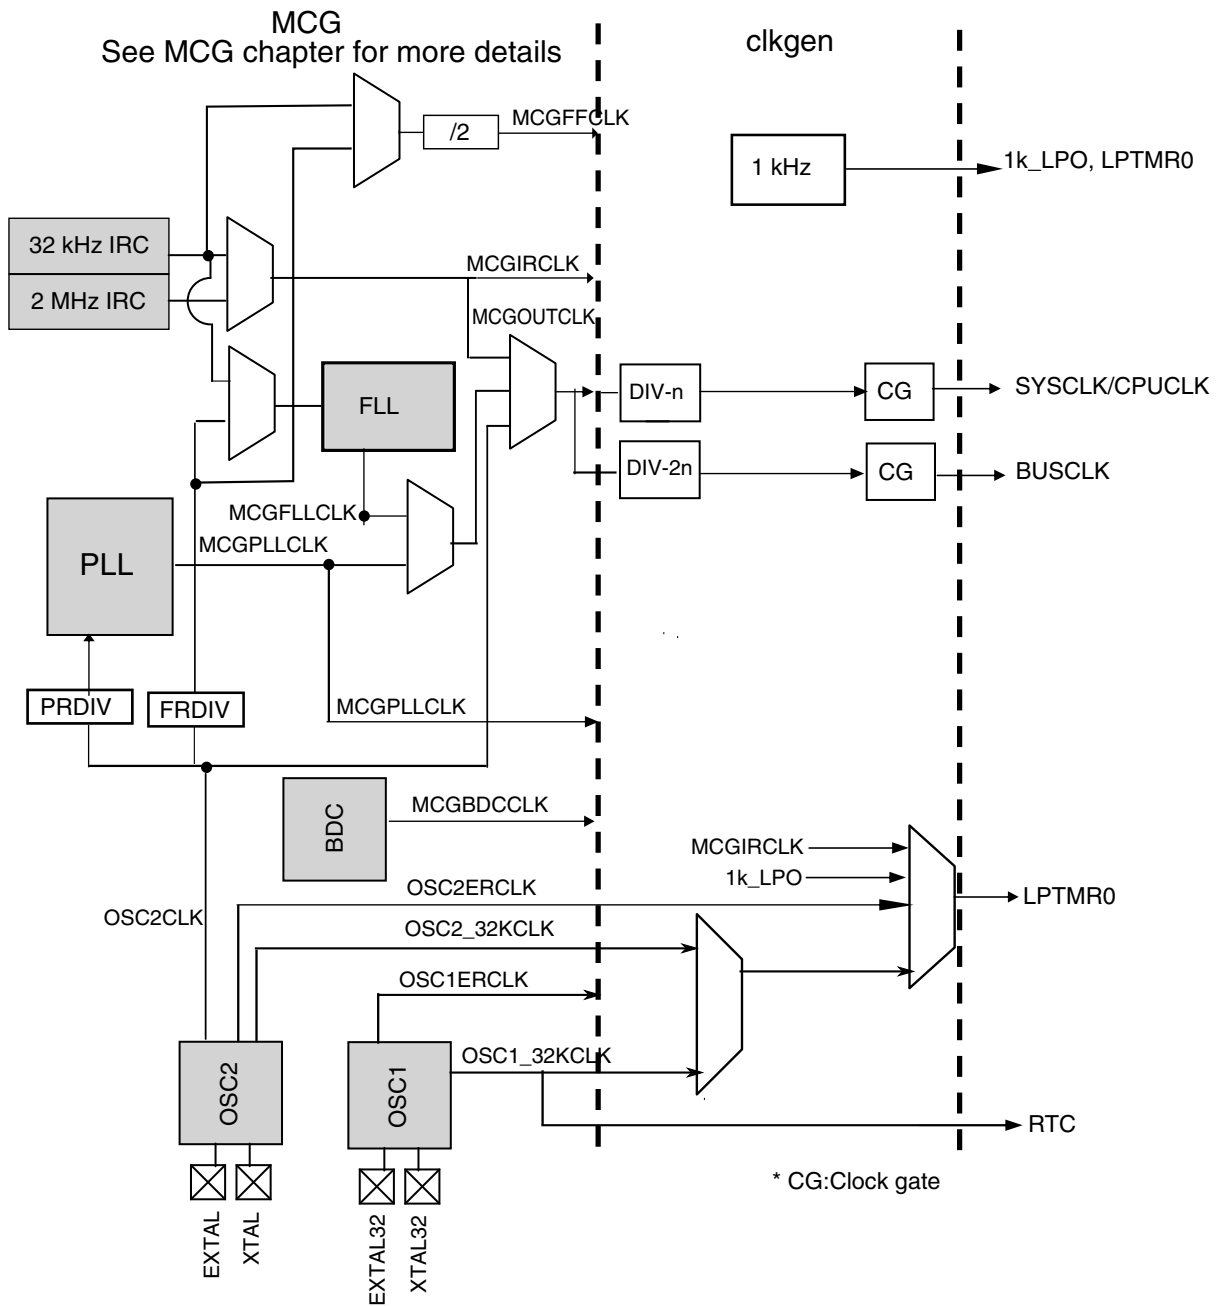 MCG
See MCG chapter for more details
clkgen
/2
MCGFFCLK
1 kHz
1k_LPO, LPTMR0
32 kHz IRC
2 MHz IRC
MCGIRCLK
MCGOUTCLK
FLL
DIV-n
CG
SYSCLK/CPUCLK
DIV-2n
CG
BUSCLK
MCGFLLCLK
MCGPLLCLK
PLL
PRDIV
FRDIV
MCGPLLCLK
BDC
MCGBDCCLK
MCGIRCLK
1k_LPO
OSC2ERCLK
LPTMR0
OSC2CLK
OSC2_32KCLK
OSC1ERCLK
OSC2
OSC1
OSC1_32KCLK
RTC
* CG:Clock gate
EXTAL
XTAL
EXTAL32
XTAL32